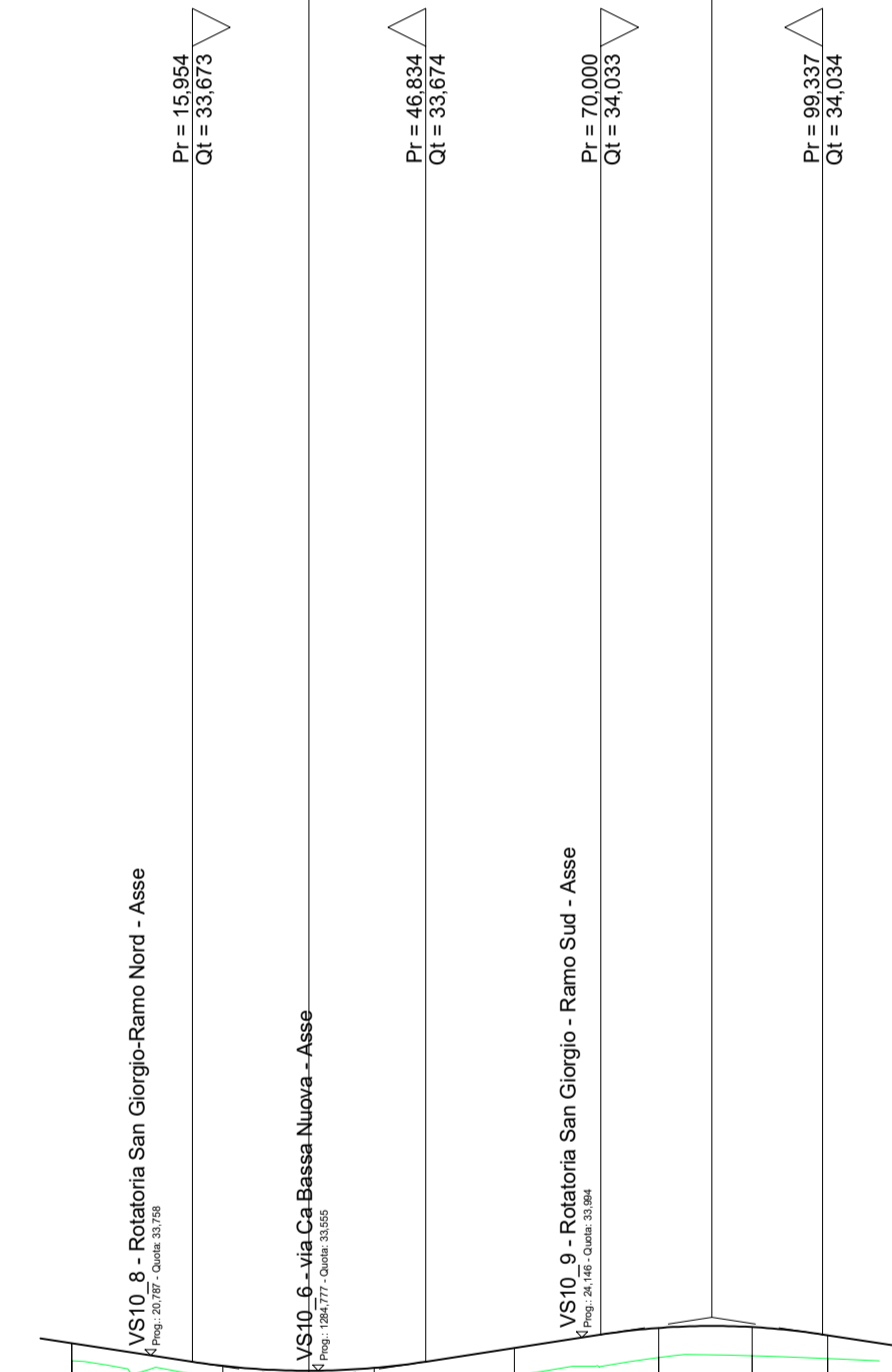 Pr = 15,954
Qt = 33,673
Pr = 46,834
Qt = 33,674
Pr = 70,000
Qt = 34,033
Pr = 99,337
Qt = 34,034
VS10_8 - Rotatoria San Giorgio-Ramo Nord - Asse
Prog.: 20,787 - Quota: 33,758
VS10_6 - via Ca Bassa Nuova - Asse
Prog.: 1284,777 - Quota: 33,555
VS10_9 - Rotatoria San Giorgio - Ramo Sud - Asse
Prog.: 24,146 - Quota: 33,994